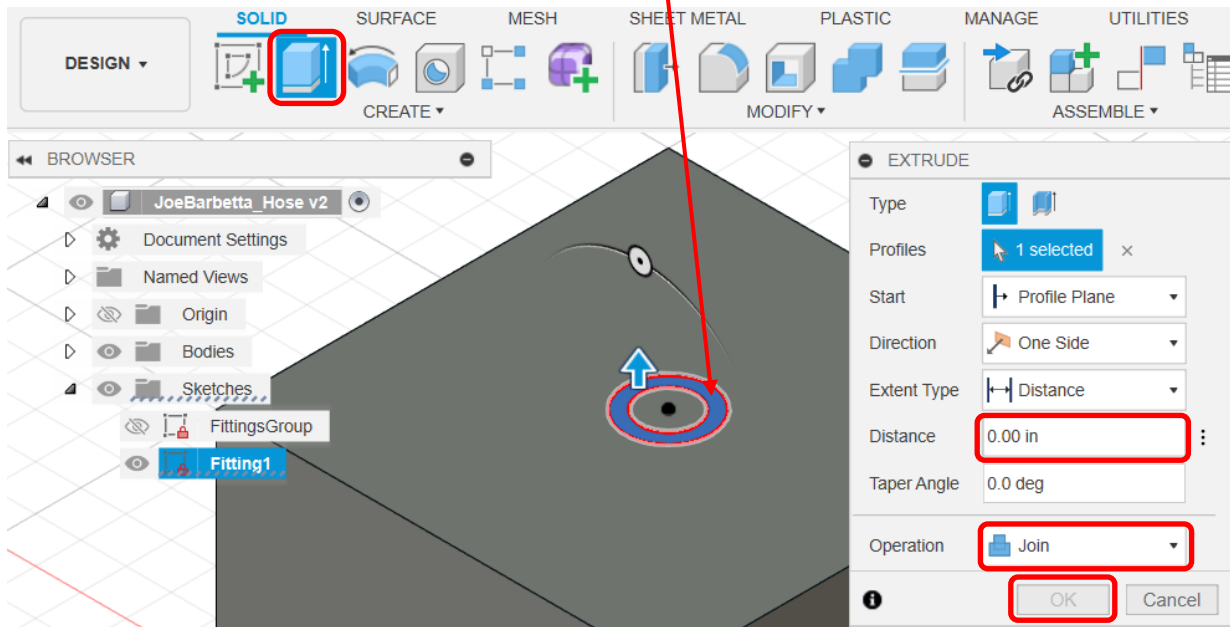 SOLID SURFACE MESH SHEET METAL PLASTIC MANAGE UTILITIES
DESIGN ▾
CREATE ▾ MODIFY ▾ ASSEMBLE ▾
BROWSER
JoeBarbetta_Hose v2
Document Settings
Named Views
Origin
Bodies
Sketches
FittingsGroup
Fitting1
EXTRUDE
Type
Profiles 1 selected ×
Start Profile Plane
Direction One Side
Extent Type Distance
Distance 0.00 in
Taper Angle 0.0 deg
Operation Join
OK Cancel